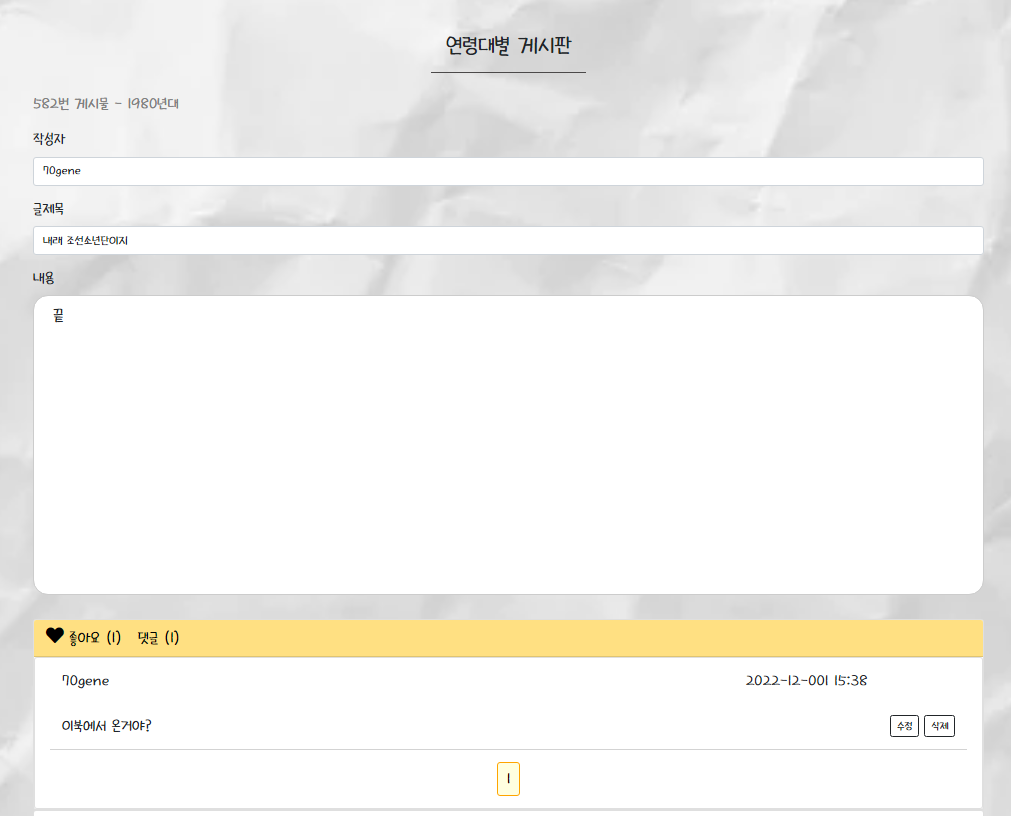 연령대별 게시판
582번 게시물 - 1980년대
작성자
70gene
글제목
내래 조선소년단이지
내용
끝
좋아요 (1) 댓글 (1)
70gene 2022-12-001 15:38
이북에서 온거야? 수정 삭제
1